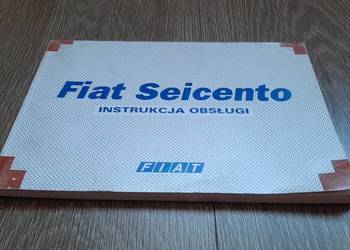 Fiat Seicento
INSTRUKCJA OBSŁUGI
FIAT